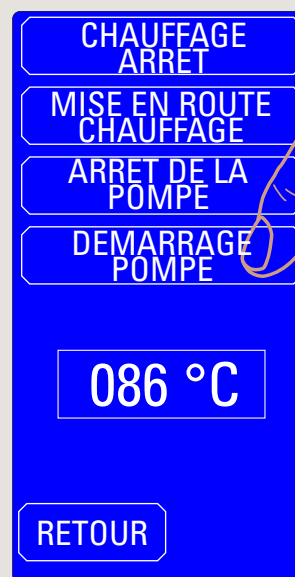 CHAUFFAGE
ARRET
MISE EN ROUTE
CHAUFFAGE
ARRET DE LA
POMPE
DEMARRAGE
POMPE
086 °C
RETOUR